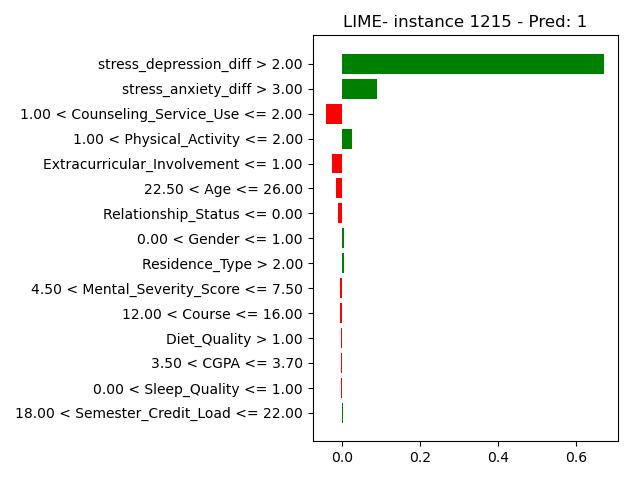 LIME- instance 1215 - Pred: 1
stress_depression_diff > 2.00
stress_anxiety_diff > 3.00
1.00 < Counseling_Service_Use <= 2.00
1.00 < Physical_Activity <= 2.00
Extracurricular_Involvement <= 1.00
22.50 < Age <= 26.00
Relationship_Status <= 0.00
0.00 < Gender <= 1.00
Residence_Type > 2.00
4.50 < Mental_Severity_Score <= 7.50
12.00 < Course <= 16.00
Diet_Quality > 1.00
3.50 < CGPA <= 3.70
0.00 < Sleep_Quality <= 1.00
18.00 < Semester_Credit_Load <= 22.00
0.0 0.2 0.4 0.6